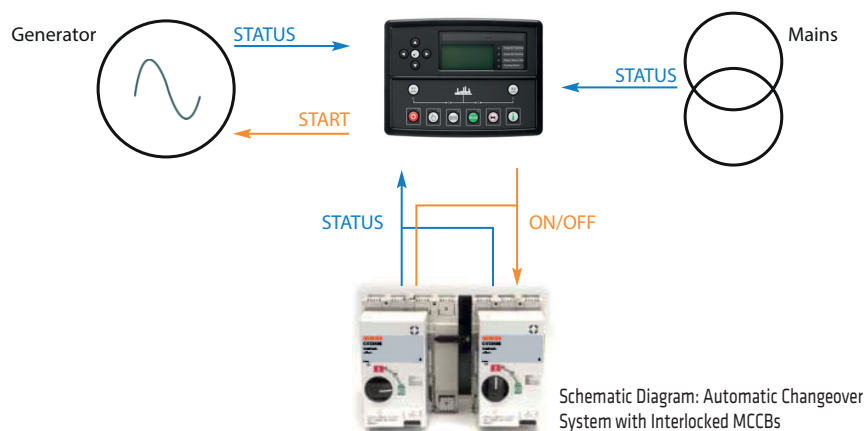 Generator
STATUS
Mains
STATUS
START
STATUS
ON/OFF
Schematic Diagram: Automatic Changeover
System with Interlocked MCCBs